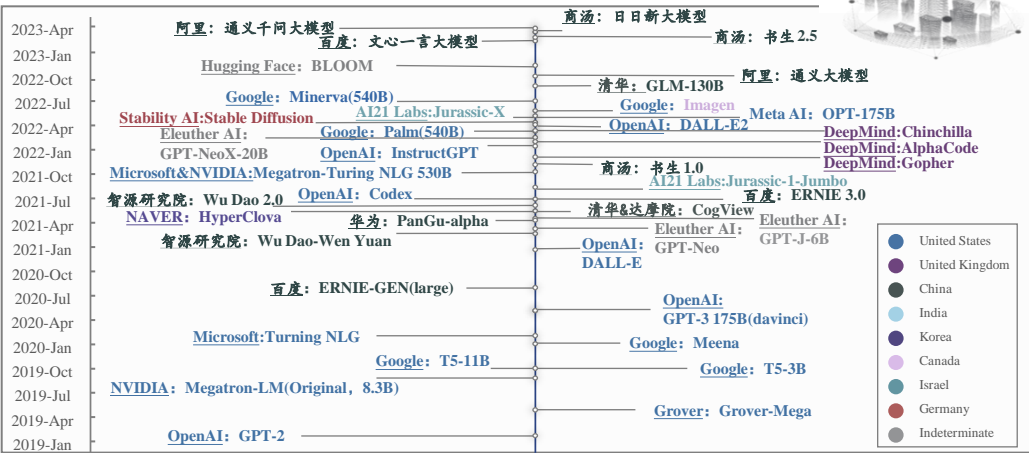 2023-Apr
2023-Jan
2022-Oct
2022-Jul
2022-Apr
2022-Jan
2021-Oct
2021-Jul
2021-Apr
2021-Jan
2020-Oct
2020-Jul
2020-Apr
2020-Jan
2019-Oct
2019-Jul
2019-Apr
2019-Jan
商汤：日日新大模型
阿里：通义千问大模型
百度：文心一言大模型
商汤：书生2.5
Hugging Face：BLOOM
阿里：通义大模型
清华：GLM-130B
Google：Minerva(540B)
Google：Imagen
AI21 Labs:Jurassic-X
Meta AI：OPT-175B
Stability AI:Stable Diffusion
OpenAI：DALL-E2
Eleuther AI：
GPT-NeoX-20B
Google：Palm(540B)
DeepMind:Chinchilla
DeepMind:AlphaCode
OpenAI：InstructGPT
DeepMind:Gopher
商汤：书生1.0
Microsoft&NVIDIA:Megatron-Turing NLG 530B
AI21 Labs:Jurassic-1-Jumbo
OpenAI：Codex
百度：ERNIE 3.0
智源研究院：Wu Dao 2.0
清华&达摩院：CogView
NAVER：HyperClova
华为：PanGu-alpha
Eleuther AI：
GPT-J-6B
Eleuther AI：
GPT-Neo
智源研究院：Wu Dao-Wen Yuan
OpenAI:
DALL-E
百度：ERNIE-GEN(large)
OpenAI:
GPT-3 175B(davinci)
Microsoft:Turning NLG
Google：Meena
Google：T5-11B
Google：T5-3B
NVIDIA：Megatron-LM(Original，8.3B)
Grover：Grover-Mega
OpenAI：GPT-2
United States
United Kingdom
China
India
Korea
Canada
Israel
Germany
Indeterminate